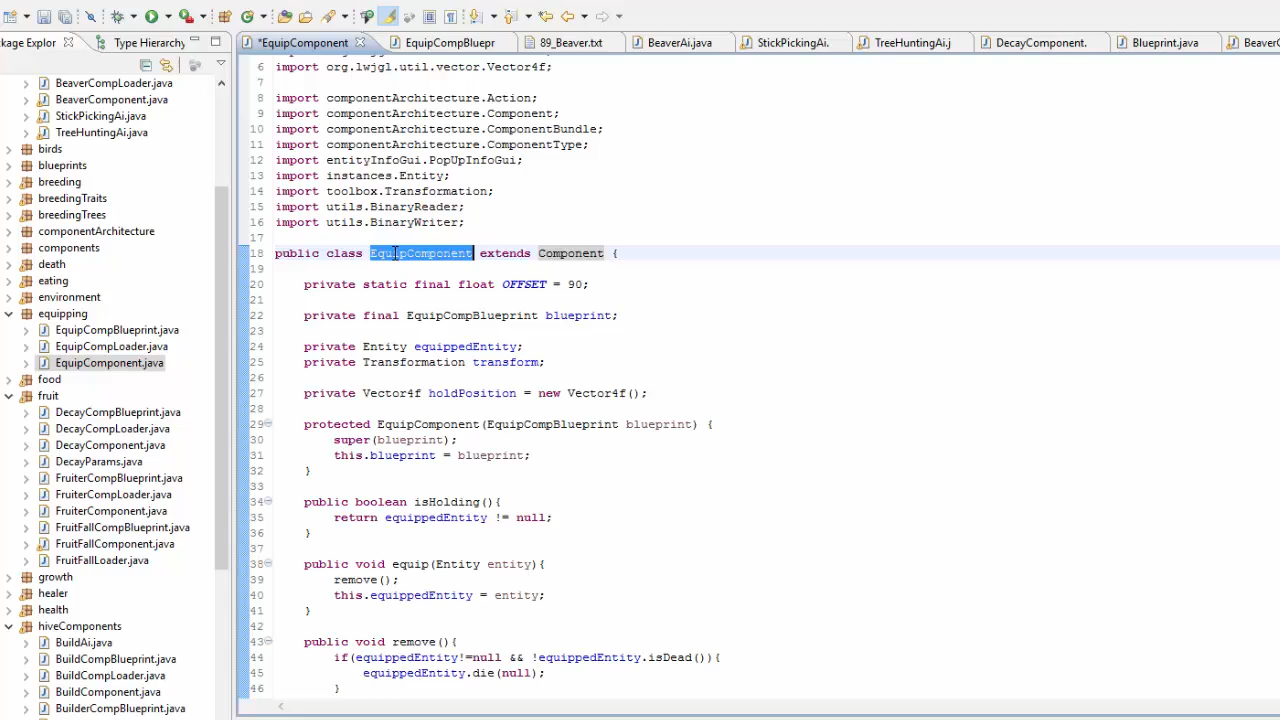 ckage Explor
Type Hierarchy
*EquipComponent
EquipCompBluepr
89_Beaver.txt
BeaverAi.java
StickPickingAi.
TreeHuntingAi.j
DecayComponent.
Blueprint.java
BeaverC
BeaverCompLoader.java
BeaverComponent.java
StickPickingAi.java
TreeHuntingAi.java
birds
blueprints
breeding
breedingTraits
breedingTrees
componentArchitecture
components
death
eating
environment
equipping
EquipCompBlueprint.java
EquipCompLoader.java
EquipComponent.java
food
fruit
DecayCompBlueprint.java
DecayCompLoader.java
DecayComponent.java
DecayParams.java
FruiterCompBlueprint.java
FruiterCompLoader.java
FruiterComponent.java
FruitFallCompBlueprint.java
FruitFallComponent.java
FruitFallLoader.java
growth
healer
health
hiveComponents
BuildAi.java
BuildCompBlueprint.java
BuildCompLoader.java
BuildComponent.java
BuilderCompBlueprint.java
6 import org.lwjgl.util.vector.Vector4f;
7
8 import componentArchitecture.Action;
9 import componentArchitecture.Component;
10 import componentArchitecture.ComponentBundle;
11 import componentArchitecture.ComponentType;
12 import entityInfoGui.PopUpInfoGui;
13 import instances.Entity;
14 import toolbox.Transformation;
15 import utils.BinaryReader;
16 import utils.BinaryWriter;
17
18 public class EquipComponent extends Component {
19
20 private static final float OFFSET = 90;
21
22 private final EquipCompBlueprint blueprint;
23
24 private Entity equippedEntity;
25 private Transformation transform;
26
27 private Vector4f holdPosition = new Vector4f();
28
29 protected EquipComponent(EquipCompBlueprint blueprint) {
30 super(blueprint);
31 this.blueprint = blueprint;
32 }
33
34 public boolean isHolding(){
35 return equippedEntity != null;
36 }
37
38 public void equip(Entity entity){
39 remove();
40 this.equippedEntity = entity;
41 }
42
43 public void remove(){
44 if(equippedEntity!=null && !equippedEntity.isDead()){
45 equippedEntity.die(null);
46 }